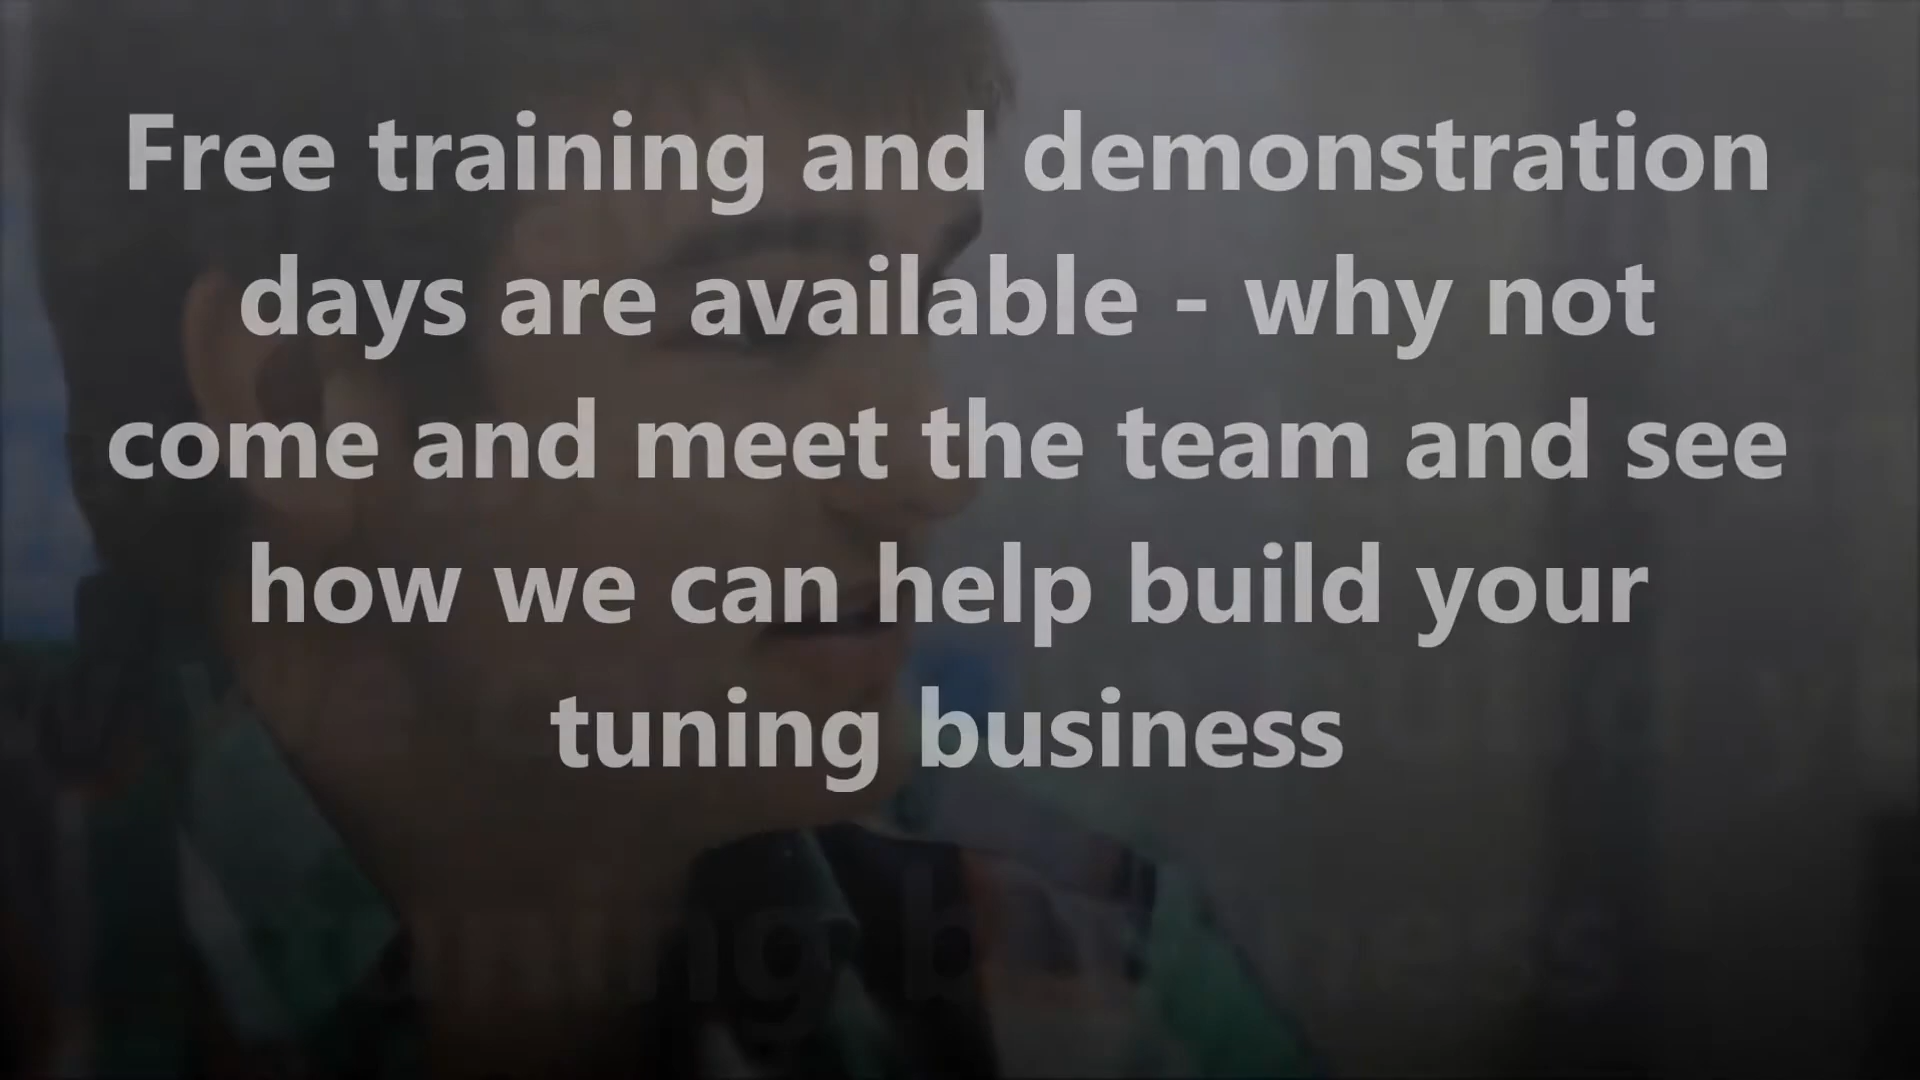 Free training and demonstration
days are available - why not
come and meet the team and see
how we can help build your
tuning business